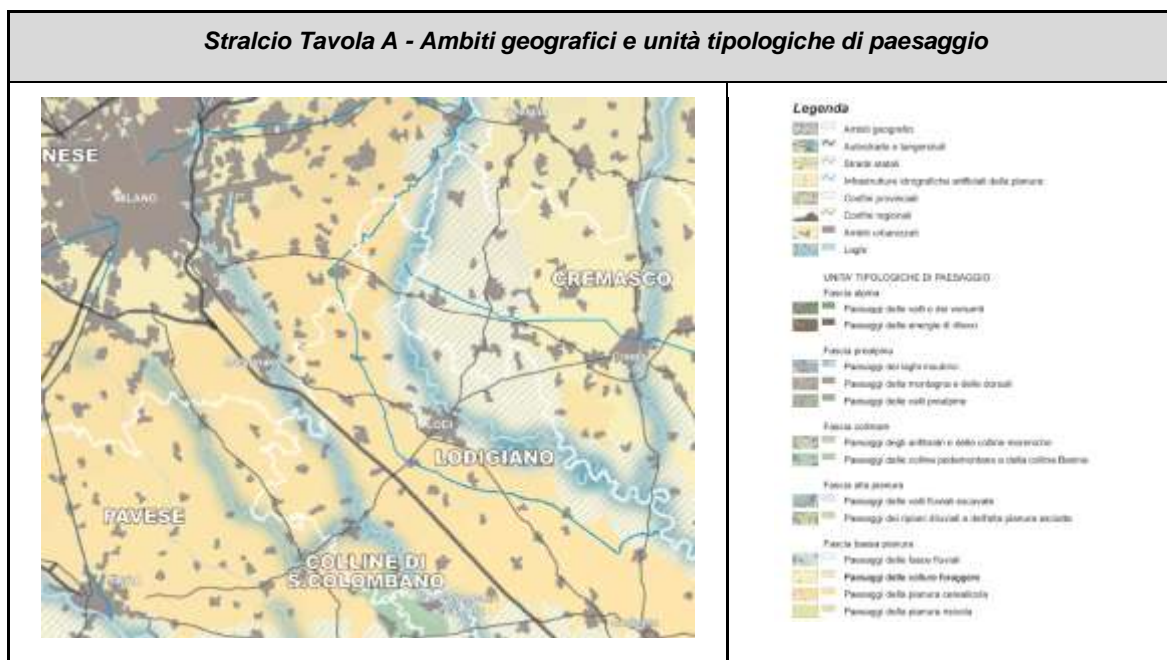 Stralcio Tavola A - Ambiti geografici e unità tipologiche di paesaggio
NESE
MILANO
CREMASCO
Crema
LODI
LODIGIANO
PAVESE
COLLINE DI
S.COLOMBANO
Legenda
Ambiti geografici
Autostrade e tangenziali
Strade statali
Infrastrutture idrografiche artificiali della pianura
Confini provinciali
Confini regionali
Ambiti urbanizzati
Laghi
UNITA' TIPOLOGICHE DI PAESAGGIO
Fascia alpina
Paesaggi delle valli e dei versanti
Paesaggi delle energie di rilievo
Fascia prealpina
Paesaggi dei laghi insubrici
Paesaggi della montagna e delle dorsali
Paesaggi delle valli prealpine
Fascia collinare
Paesaggi degli anfiteatri e delle colline moreniche
Paesaggi delle colline pedemontane e della collina Banina
Fascia alta pianura
Paesaggi delle valli fluviali escavate
Paesaggi dei ripiani diluviali e dell'alta pianura asciutta
Fascia bassa pianura
Paesaggi delle fasce fluviali
Paesaggi delle colture foraggere
Paesaggi della pianura cerealicola
Paesaggi della pianura risicola